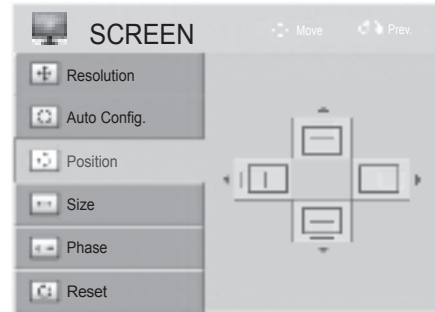 SCREEN
Move
Prev.
Resolution
Auto Config.
Position
Size
Phase
Reset